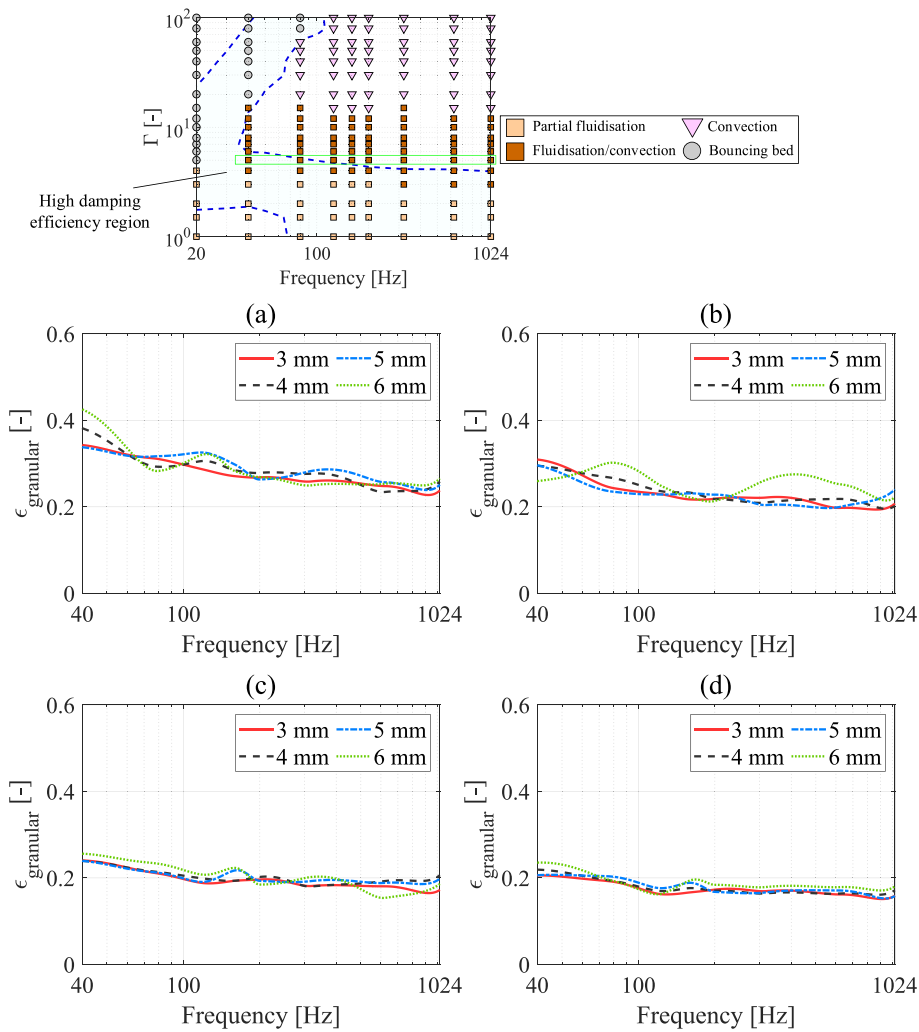 10²
10¹
10⁰
Γ [-]
20
100
1024
Frequency [Hz]
High damping
efficiency region
Partial fluidisation
Convection
Fluidisation/convection
Bouncing bed
(a)
0.6
0.4
0.2
0
ϵ granular [-]
3 mm
5 mm
4 mm
6 mm
40
100
1024
Frequency [Hz]
(b)
0.6
0.4
0.2
0
ϵ granular [-]
3 mm
5 mm
4 mm
6 mm
40
100
1024
Frequency [Hz]
(c)
0.6
0.4
0.2
0
ϵ granular [-]
3 mm
5 mm
4 mm
6 mm
40
100
1024
Frequency [Hz]
(d)
0.6
0.4
0.2
0
ϵ granular [-]
3 mm
5 mm
4 mm
6 mm
40
100
1024
Frequency [Hz]